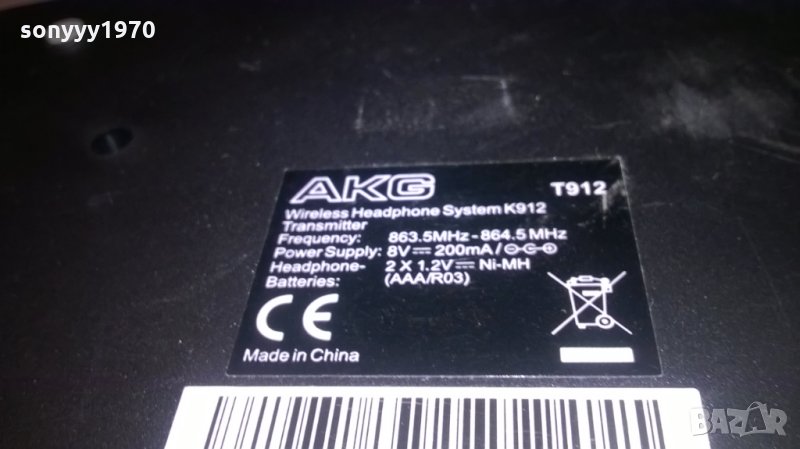 sonyyy1970
AKG T912
Wireless Headphone System K912
Transmitter
Frequency: 863.5MHz - 864.5 MHz
Power Supply: 8V 200mA /
Headphone- 2 X 1.2V Ni-MH
Batteries: (AAA/R03)
CE
Made in China
BAZAR